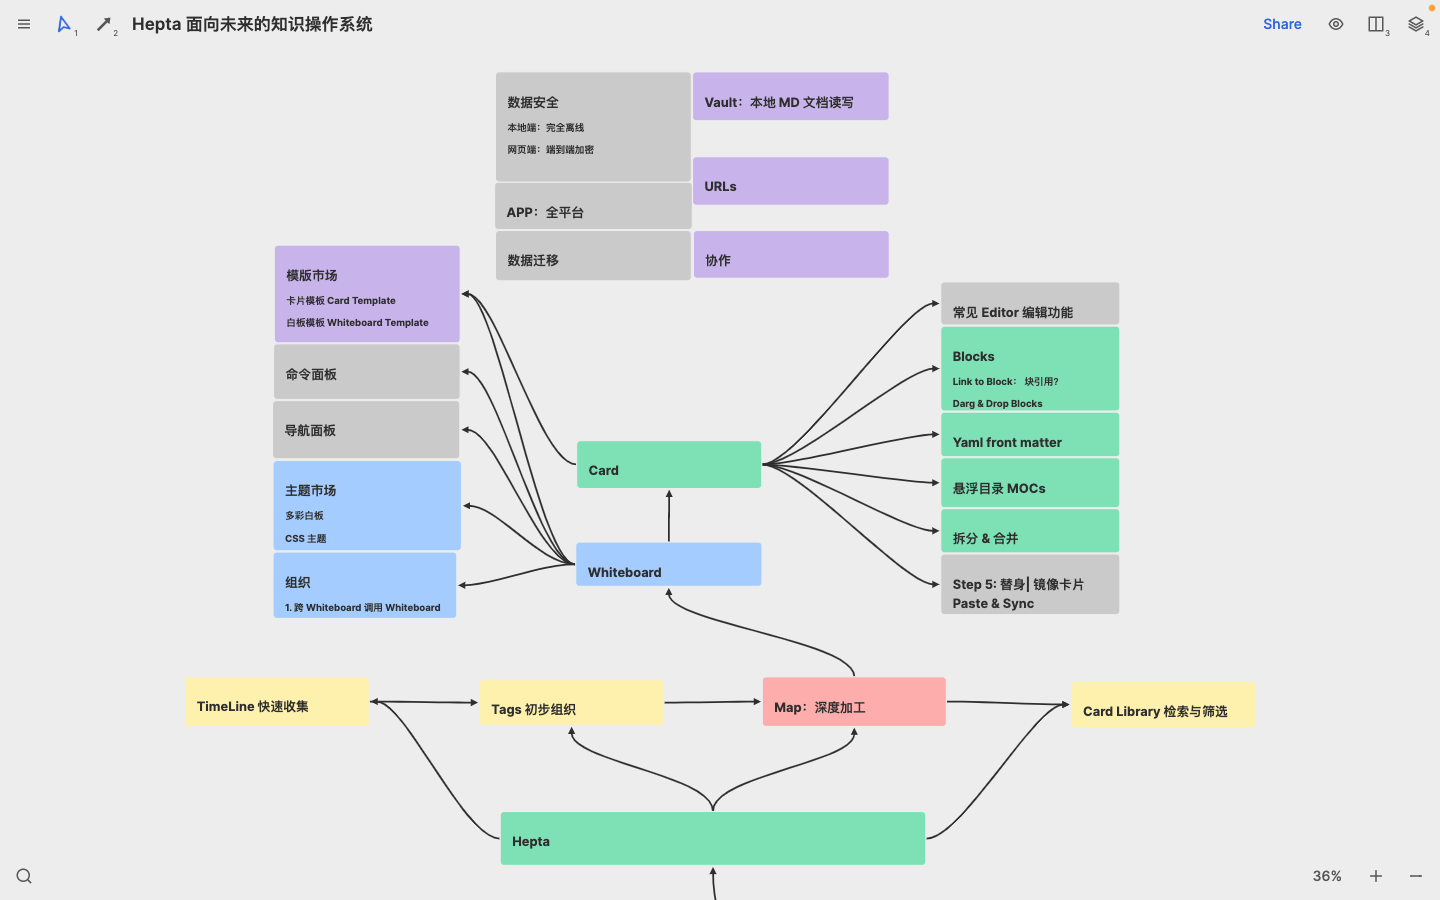 Hepta 面向未来的知识操作系统
1
2
Share
3
4
数据安全
本地端：完全离线
网页端：端到端加密
Vault：本地 MD 文档读写
URLs
APP：全平台
数据迁移
协作
模版市场
卡片模板 Card Template
白板模板 Whiteboard Template
命令面板
导航面板
主题市场
多彩白板
CSS 主题
组织
1. 跨 Whiteboard 调用 Whiteboard
Card
Whiteboard
常见 Editor 编辑功能
Blocks
Link to Block： 块引用?
Darg & Drop Blocks
Yaml front matter
悬浮目录 MOCs
拆分 & 合并
Step 5: 替身| 镜像卡片
Paste & Sync
TimeLine 快速收集
Tags 初步组织
Map：深度加工
Card Library 检索与筛选
Hepta
36%